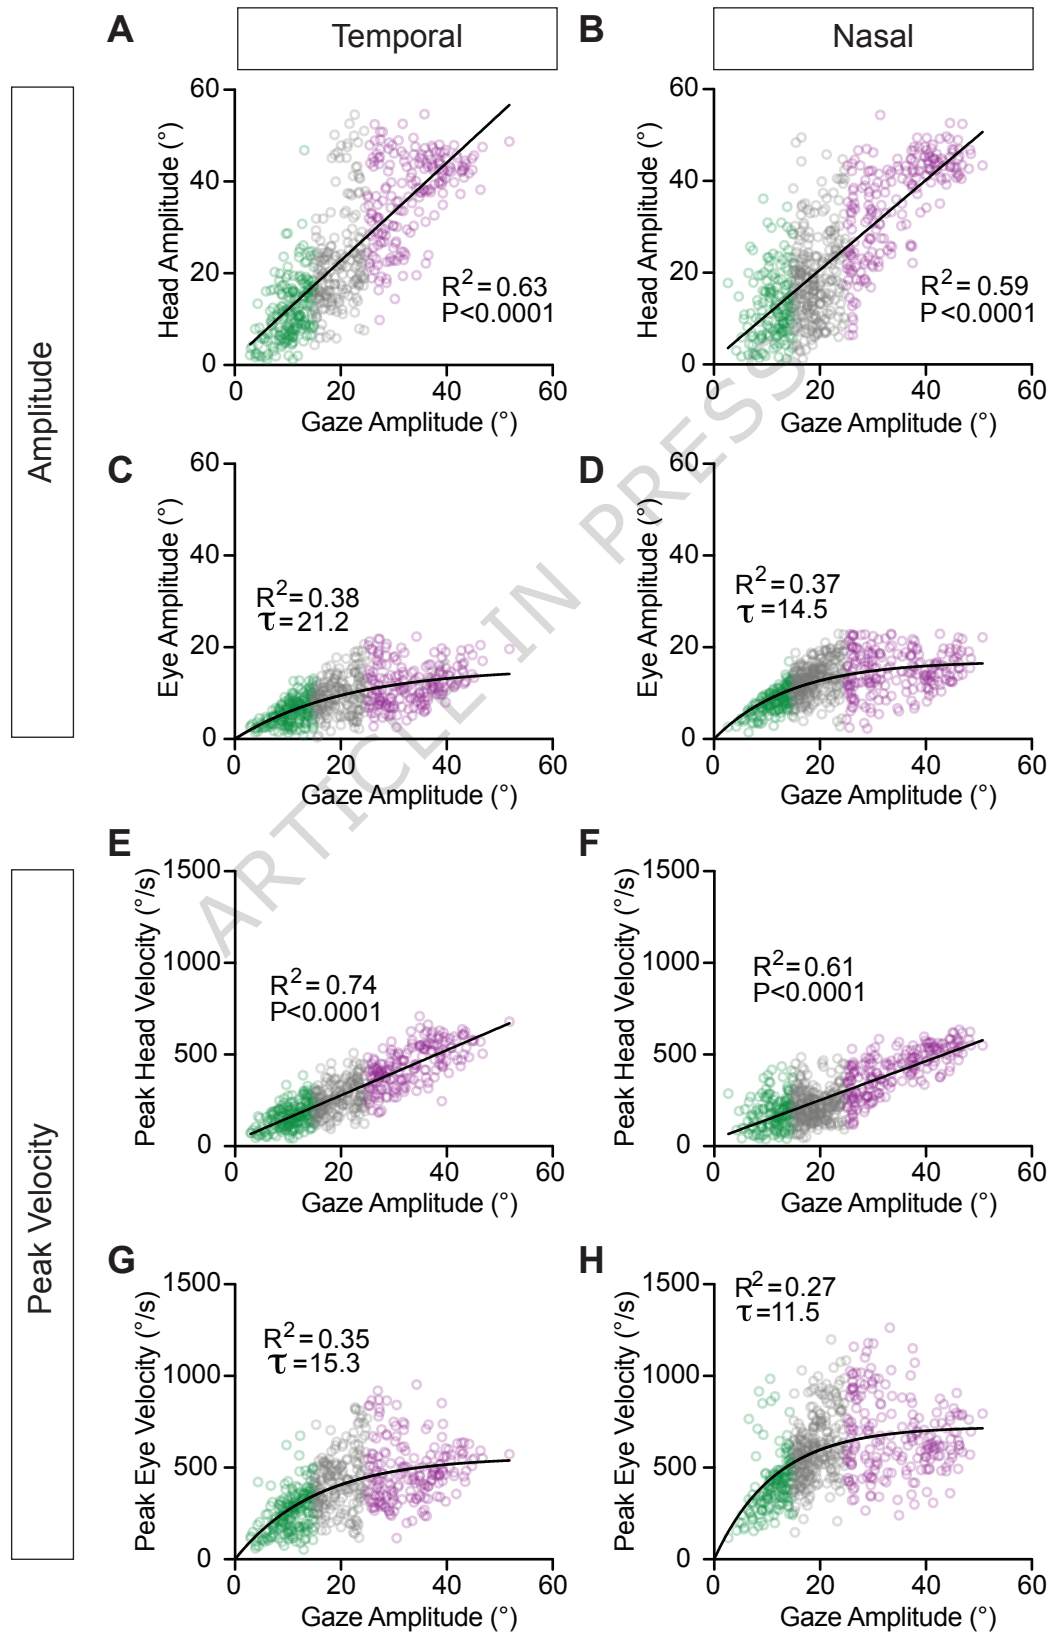 A
Temporal
B
Nasal
Amplitude
60
40
20
0
Head Amplitude (°)
R2=0.63
P<0.0001
0 20 40 60
Gaze Amplitude (°)
60
40
20
0
Head Amplitude (°)
R2=0.59
P<0.0001
0 20 40 60
Gaze Amplitude (°)
C
60
40
20
0
Eye Amplitude (°)
R2=0.38
τ=21.2
0 20 40 60
Gaze Amplitude (°)
D
60
40
20
0
Eye Amplitude (°)
R2=0.37
τ=14.5
0 20 40 60
Gaze Amplitude (°)
ARTICLE IN PRESS
Peak Velocity
E
1500
1000
500
0
Peak Head Velocity (°/s)
R2=0.74
P<0.0001
0 20 40 60
Gaze Amplitude (°)
F
1500
1000
500
0
Peak Head Velocity (°/s)
R2=0.61
P<0.0001
0 20 40 60
Gaze Amplitude (°)
G
1500
1000
500
0
Peak Eye Velocity (°/s)
R2=0.35
τ=15.3
0 20 40 60
Gaze Amplitude (°)
H
1500
1000
500
0
Peak Eye Velocity (°/s)
R2=0.27
τ=11.5
0 20 40 60
Gaze Amplitude (°)